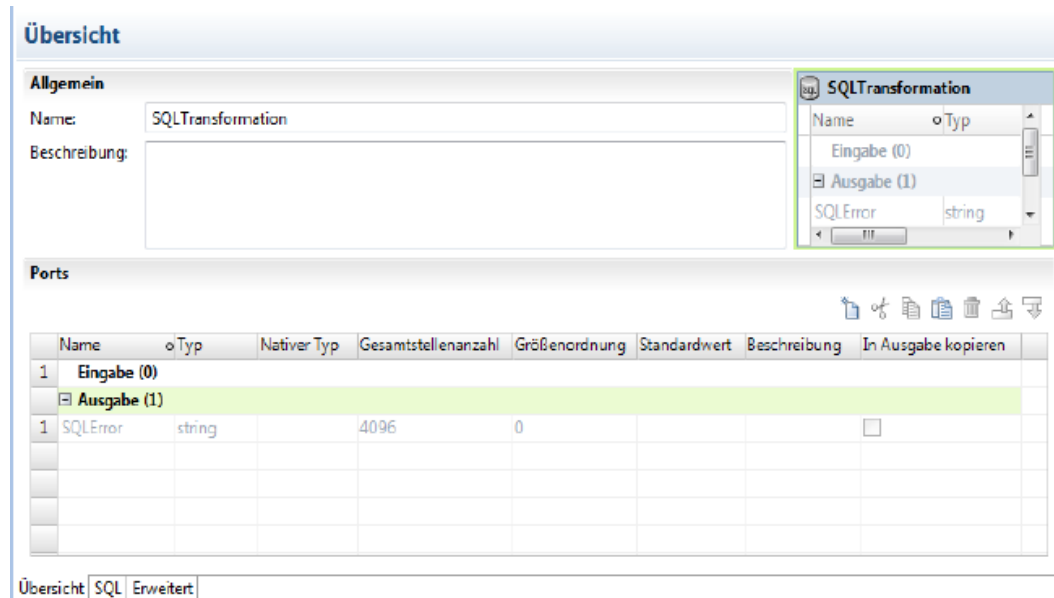 Übersicht
Allgemein
Name: SQLTransformation
Beschreibung:
SQLTransformation
Name Typ
Eingabe (0)
Ausgabe (1)
SQLError string
Ports
Name Typ Nativer Typ Gesamtstellenanzahl Größenordnung Standardwert Beschreibung In Ausgabe kopieren
1 Eingabe (0)
Ausgabe (1)
1 SQLError string 4096 0
Übersicht SQL Erweitert